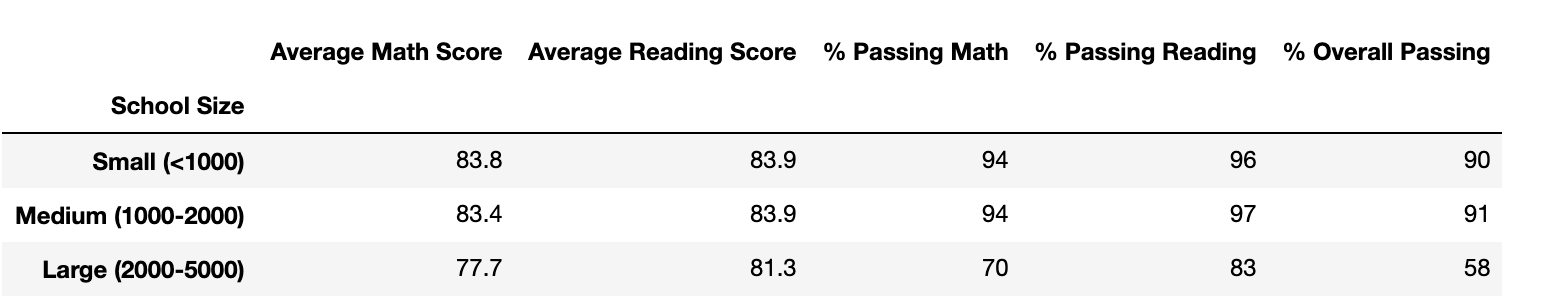 Average Math Score Average Reading Score % Passing Math % Passing Reading % Overall Passing
School Size
Small (<1000) 83.8 83.9 94 96 90
Medium (1000-2000) 83.4 83.9 94 97 91
Large (2000-5000) 77.7 81.3 70 83 58